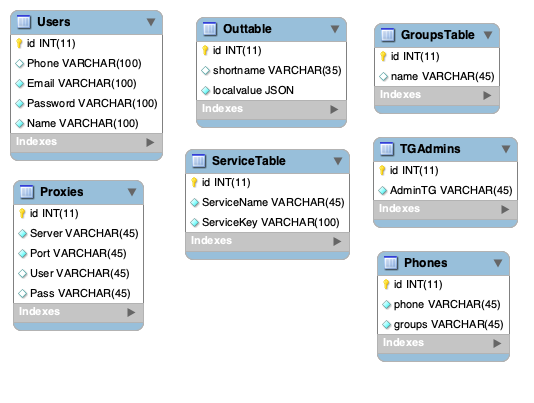 Users
id INT(11)
Phone VARCHAR(100)
Email VARCHAR(100)
Password VARCHAR(100)
Name VARCHAR(100)
Indexes
Outtable
id INT(11)
shortname VARCHAR(35)
localvalue JSON
Indexes
GroupsTable
id INT(11)
name VARCHAR(45)
Indexes
Proxies
id INT(11)
Server VARCHAR(45)
Port VARCHAR(45)
User VARCHAR(45)
Pass VARCHAR(45)
Indexes
ServiceTable
id INT(11)
ServiceName VARCHAR(45)
ServiceKey VARCHAR(100)
Indexes
TGAdmins
id INT(11)
AdminTG VARCHAR(45)
Indexes
Phones
id INT(11)
phone VARCHAR(45)
groups VARCHAR(45)
Indexes